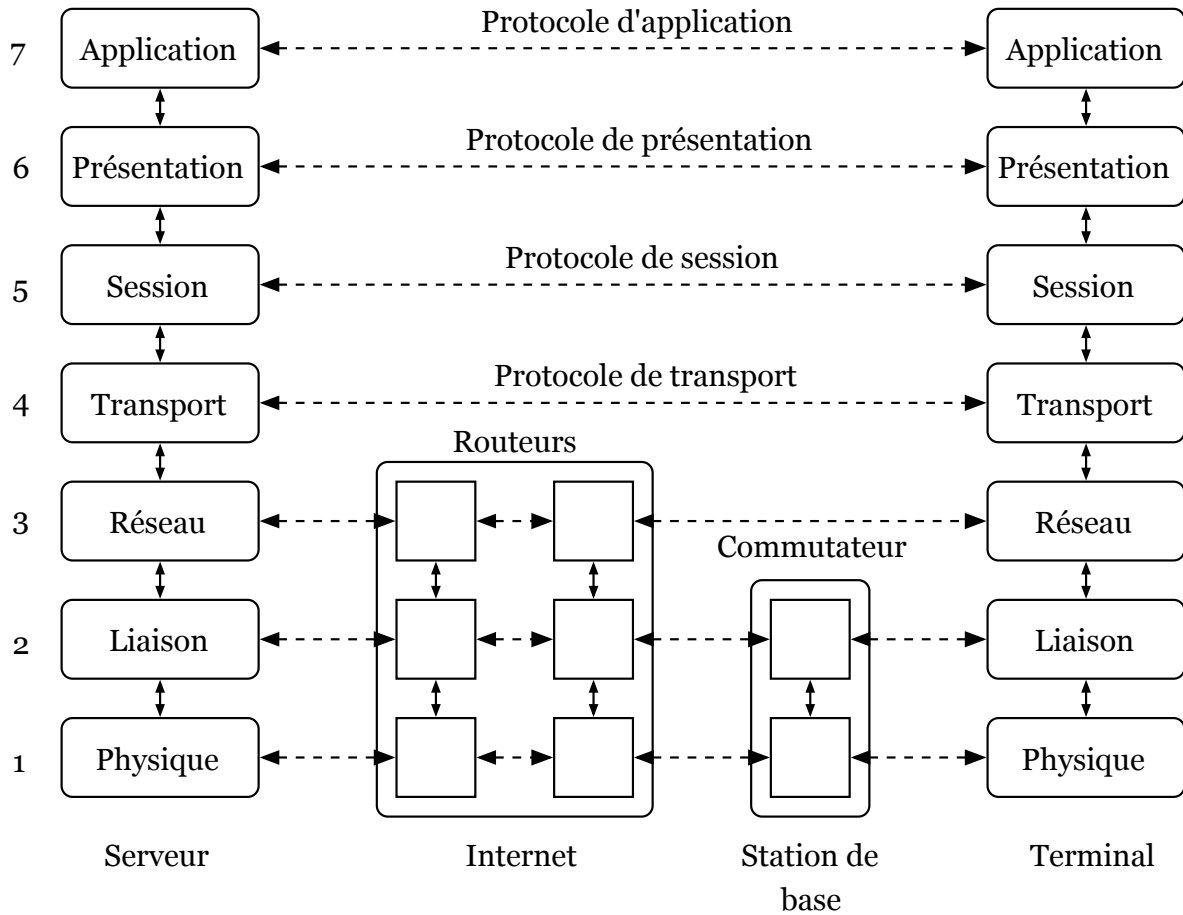 Protocole d'application
7 Application Application
Protocole de présentation
6 Présentation Présentation
Protocole de session
5 Session Session
Protocole de transport
4 Transport Transport
Routeurs
3 Réseau Réseau
Commutateur
2 Liaison Liaison
1 Physique Physique
Serveur Internet Station de Terminal
base